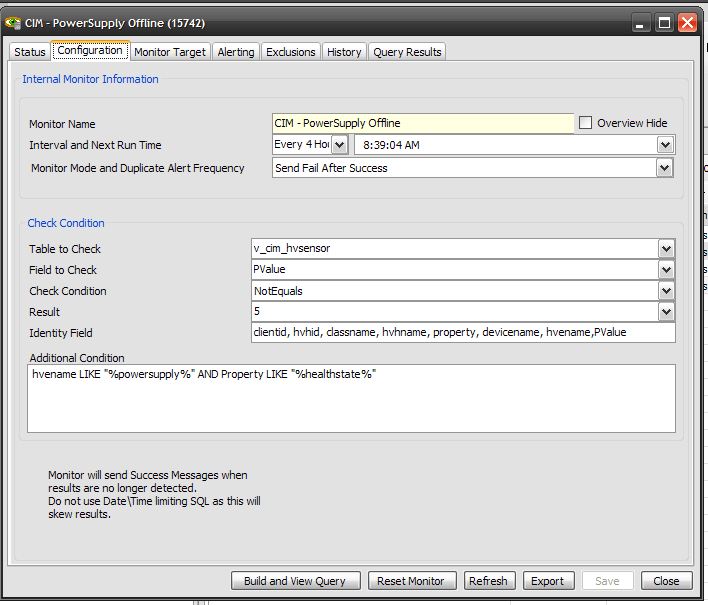 CIM - PowerSupply Offline (15742)
Status Configuration Monitor Target Alerting Exclusions History Query Results
Internal Monitor Information
Monitor Name CIM - PowerSupply Offline Overview Hide
Interval and Next Run Time Every 4 Hou 8:39:04 AM
Monitor Mode and Duplicate Alert Frequency Send Fail After Success
Check Condition
Table to Check v_cim_hvsensor
Field to Check PValue
Check Condition NotEquals
Result 5
Identity Field clientid, hvhid, classname, hvhname, property, devicename, hvename,PValue
Additional Condition
hvename LIKE "%powersupply%" AND Property LIKE "%healthstate%"
Monitor will send Success Messages when
results are no longer detected.
Do not use Date\Time limiting SQL as this will
skew results.
Build and View Query Reset Monitor Refresh Export Save Close